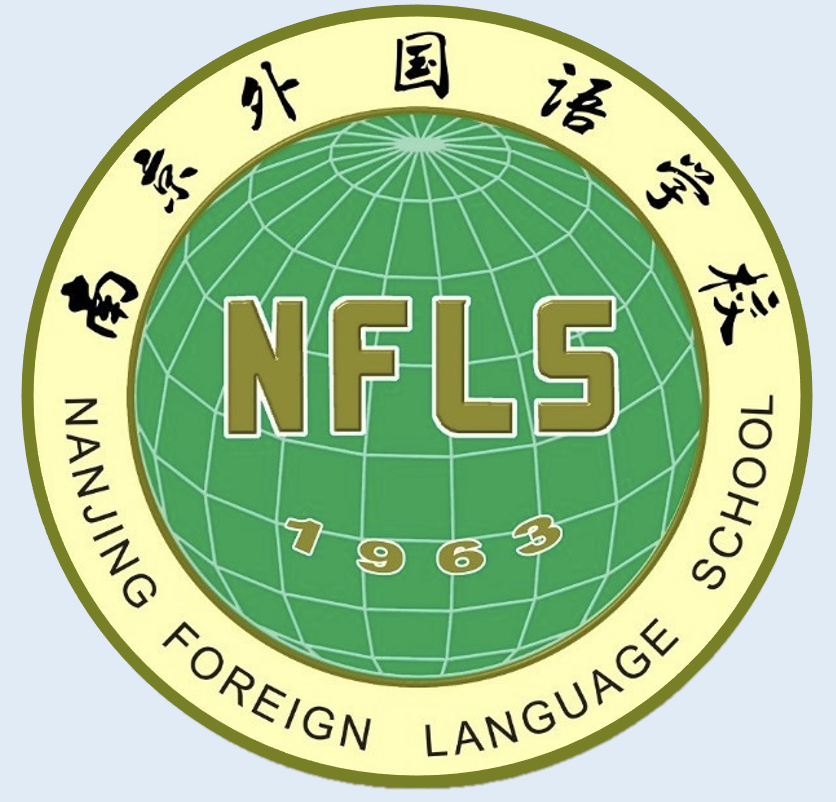 南京外国语学校
NFLS
1963
NANJING FOREIGN LANGUAGE SCHOOL